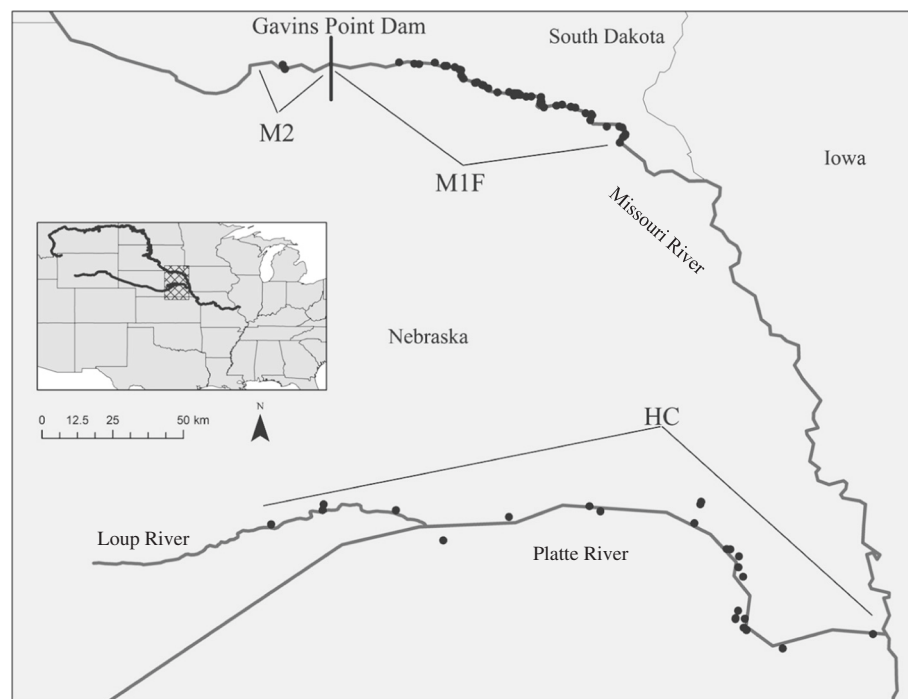 Gavins Point Dam
South Dakota
M2
M1F
Iowa
Missouri River
Nebraska
N
0 12.5 25 50 km
HC
Loup River
Platte River